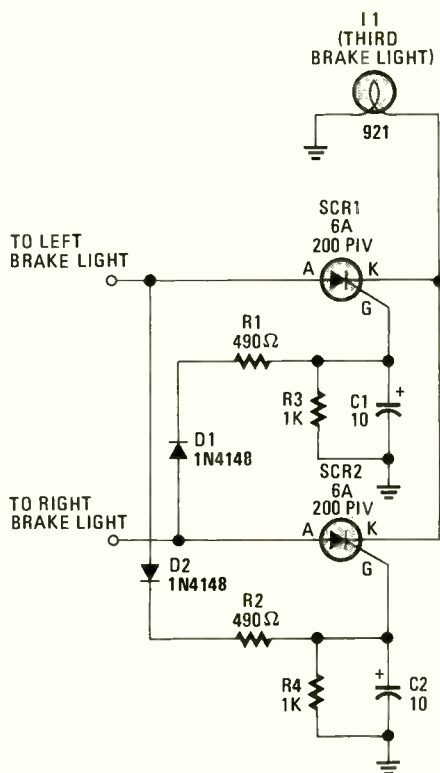 I1
(THIRD
BRAKE LIGHT)
921
SCR1
6A
200 PIV
TO LEFT
BRAKE LIGHT
A
K
G
R1
490Ω
R3
1K
C1
10
+
D1
1N4148
SCR2
6A
200 PIV
TO RIGHT
BRAKE LIGHT
A
K
G
D2
1N4148
R2
490Ω
R4
1K
+
C2
10